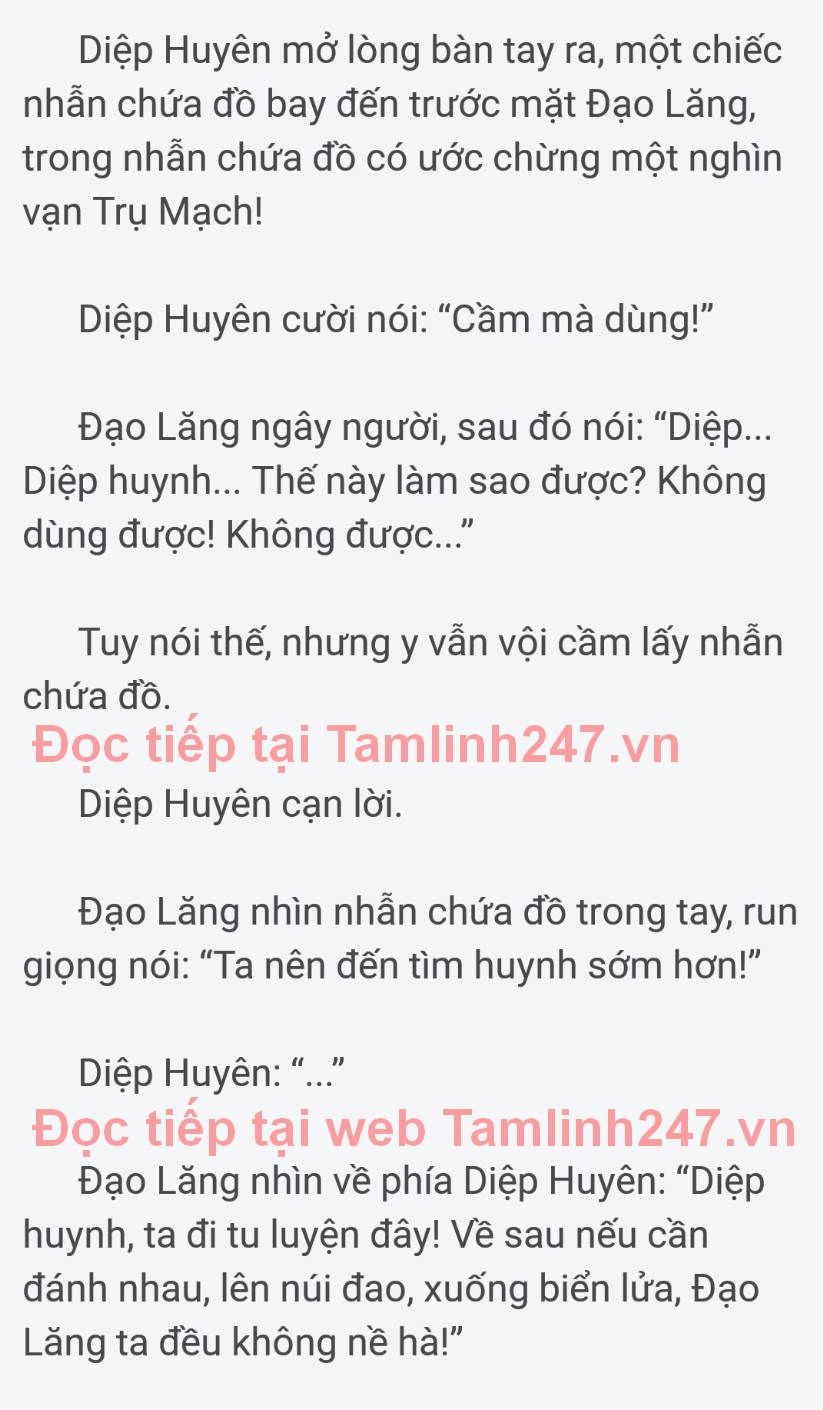 Diệp Huyên mở lòng bàn tay ra, một chiếc
nhẫn chứa đồ bay đến trước mặt Đạo Lăng,
trong nhẫn chứa đồ có ước chừng một nghìn
vạn Trụ Mạch!
Diệp Huyên cười nói: “Cầm mà dùng!”
Đạo Lăng ngây người, sau đó nói: “Diệp...
Diệp huynh... Thế này làm sao được? Không
dùng được! Không được...”
Tuy nói thế, nhưng y vẫn vội cầm lấy nhẫn
chứa đồ.
Đọc tiếp tại Tamlinh247.vn
Diệp Huyên cạn lời.
Đạo Lăng nhìn nhẫn chứa đồ trong tay, run
giọng nói: “Ta nên đến tìm huynh sớm hơn!”
Diệp Huyên: “...”
Đọc tiếp tại web Tamlinh247.vn
Đạo Lăng nhìn về phía Diệp Huyên: “Diệp
huynh, ta đi tu luyện đây! Về sau nếu cần
đánh nhau, lên núi đao, xuống biển lửa, Đạo
Lăng ta đều không nề hà!”